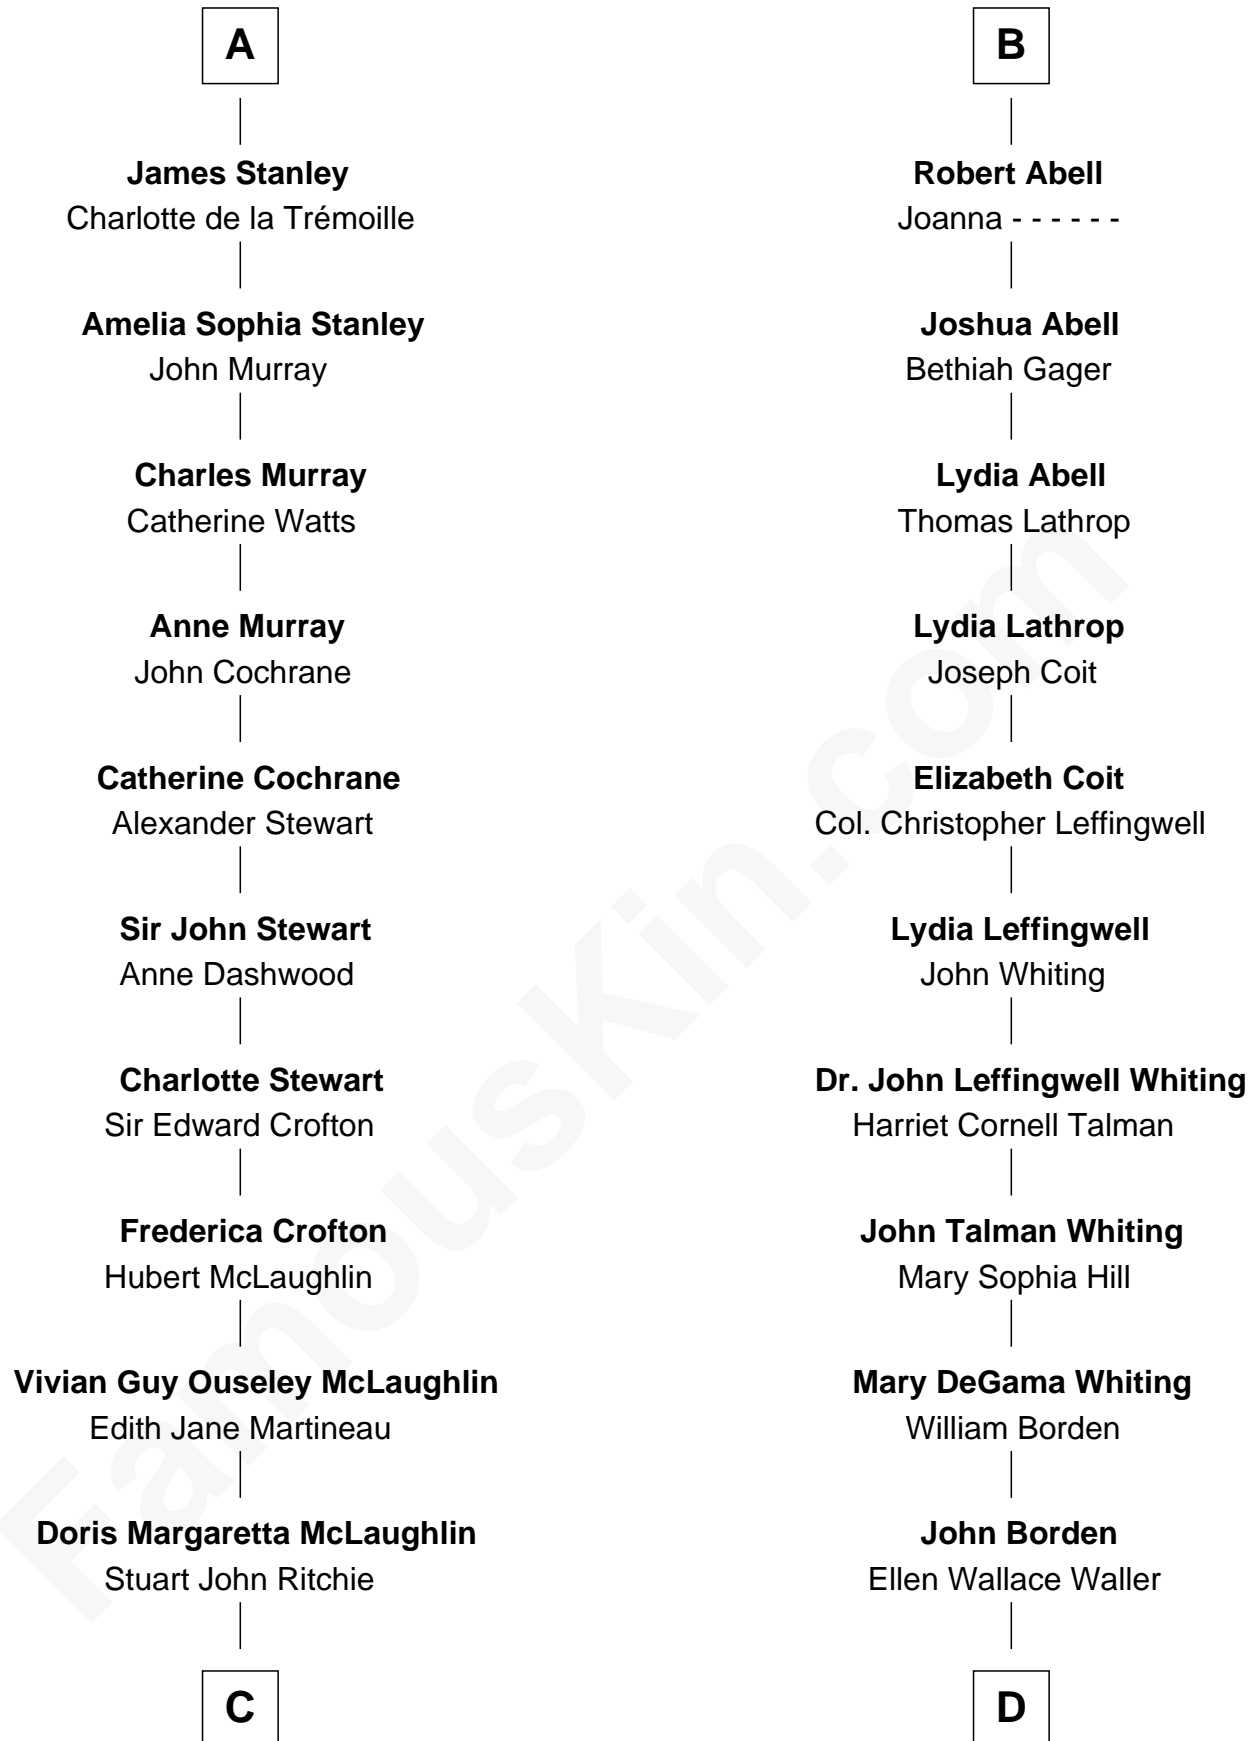 A
James Stanley
Charlotte de la Trémoille
Amelia Sophia Stanley
John Murray
Charles Murray
Catherine Watts
Anne Murray
John Cochrane
Catherine Cochrane
Alexander Stewart
Sir John Stewart
Anne Dashwood
Charlotte Stewart
Sir Edward Crofton
Frederica Crofton
Hubert McLaughlin
Vivian Guy Ouseley McLaughlin
Edith Jane Martineau
Doris Margaretta McLaughlin
Stuart John Ritchie
C
B
Robert Abell
Joanna - - - - - -
Joshua Abell
Bethiah Gager
Lydia Abell
Thomas Lathrop
Lydia Lathrop
Joseph Coit
Elizabeth Coit
Col. Christopher Leffingwell
Lydia Leffingwell
John Whiting
Dr. John Leffingwell Whiting
Harriet Cornell Talman
John Talman Whiting
Mary Sophia Hill
Mary DeGama Whiting
William Borden
John Borden
Ellen Wallace Waller
D
FamousKin.com